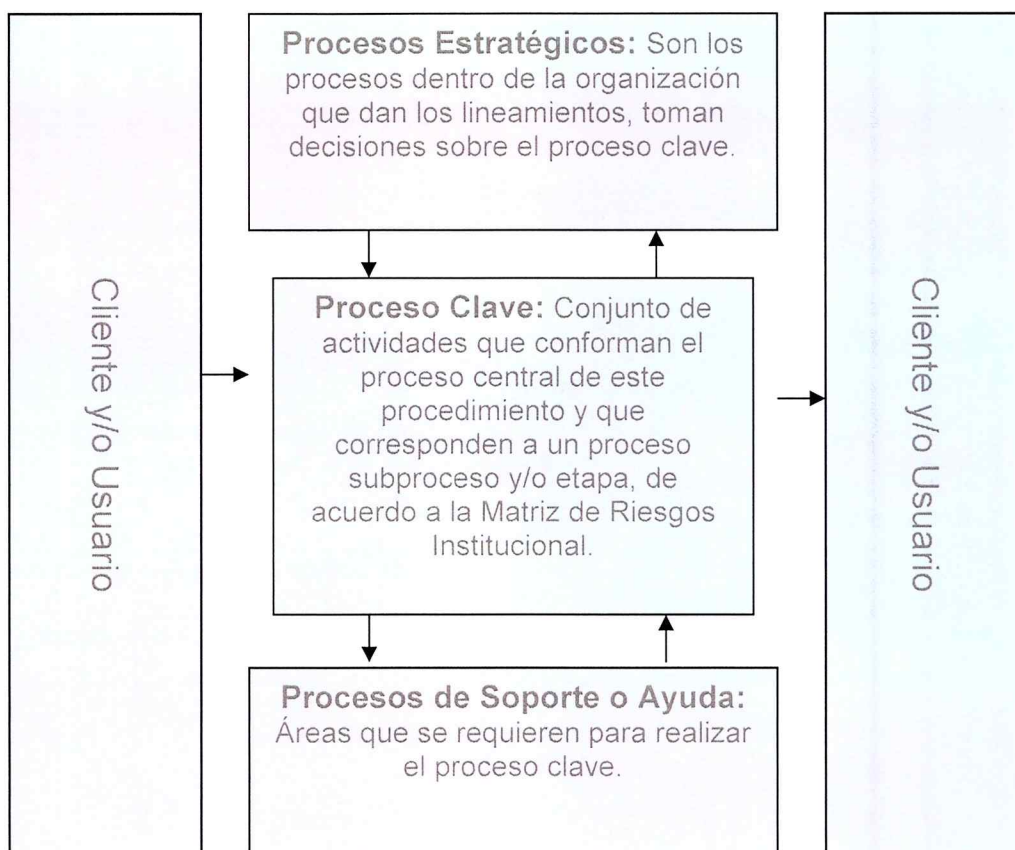 Cliente y/o Usuario
Procesos Estratégicos: Son los
procesos dentro de la organización
que dan los lineamientos, toman
decisiones sobre el proceso clave.
Proceso Clave: Conjunto de
actividades que conforman el
proceso central de este
procedimiento y que
corresponden a un proceso
subproceso y/o etapa, de
acuerdo a la Matriz de Riesgos
Institucional.
Procesos de Soporte o Ayuda:
Áreas que se requieren para realizar
el proceso clave.
Cliente y/o Usuario